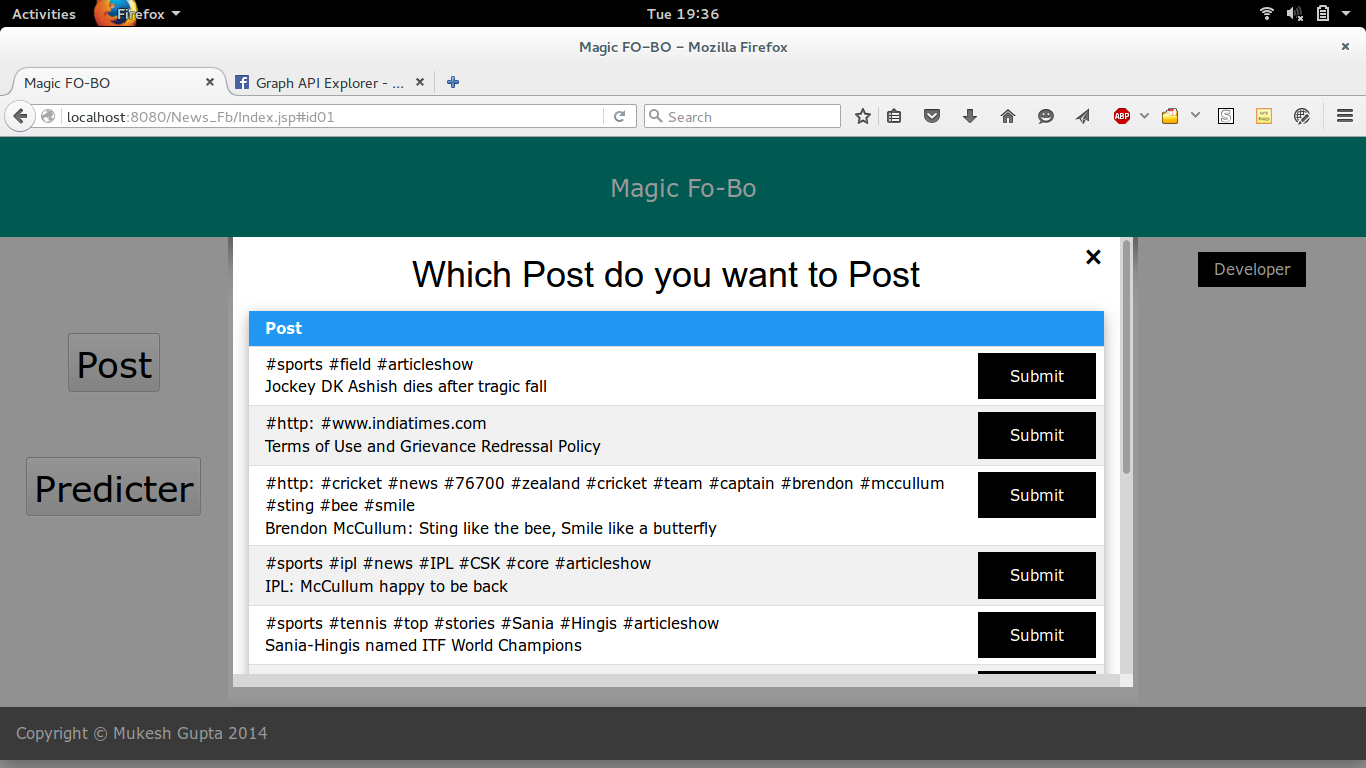 Activities Firefox Tue 19:36
Magic FO-BO - Mozilla Firefox ×
Magic FO-BO × Graph API Explorer - ... × +
localhost:8080/News_Fb/Index.jsp#id01 Search ABP S
Magic Fo-Bo
Which Post do you want to Post ×
Developer
Post
Post
Predicter
#sports #field #articleshow
Jockey DK Ashish dies after tragic fall
Submit
#http: #www.indiatimes.com
Terms of Use and Grievance Redressal Policy
Submit
#http: #cricket #news #76700 #zealand #cricket #team #captain #brendon #mccullum
#sting #bee #smile
Brendon McCullum: Sting like the bee, Smile like a butterfly
Submit
#sports #ipl #news #IPL #CSK #core #articleshow
IPL: McCullum happy to be back
Submit
#sports #tennis #top #stories #Sania #Hingis #articleshow
Sania-Hingis named ITF World Champions
Submit
Copyright © Mukesh Gupta 2014